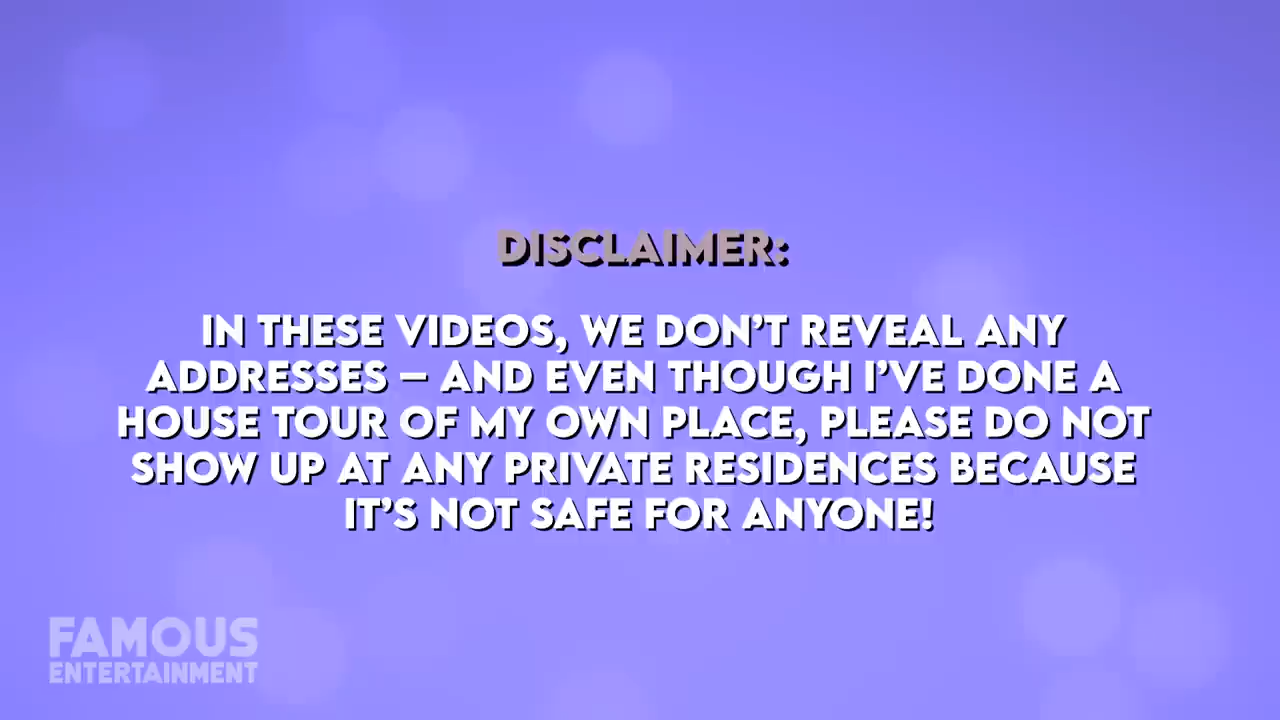 DISCLAIMER:
IN THESE VIDEOS, WE DON'T REVEAL ANY
ADDRESSES – AND EVEN THOUGH I'VE DONE A
HOUSE TOUR OF MY OWN PLACE, PLEASE DO NOT
SHOW UP AT ANY PRIVATE RESIDENCES BECAUSE
IT'S NOT SAFE FOR ANYONE!
FAMOUS
ENTERTAINMENT